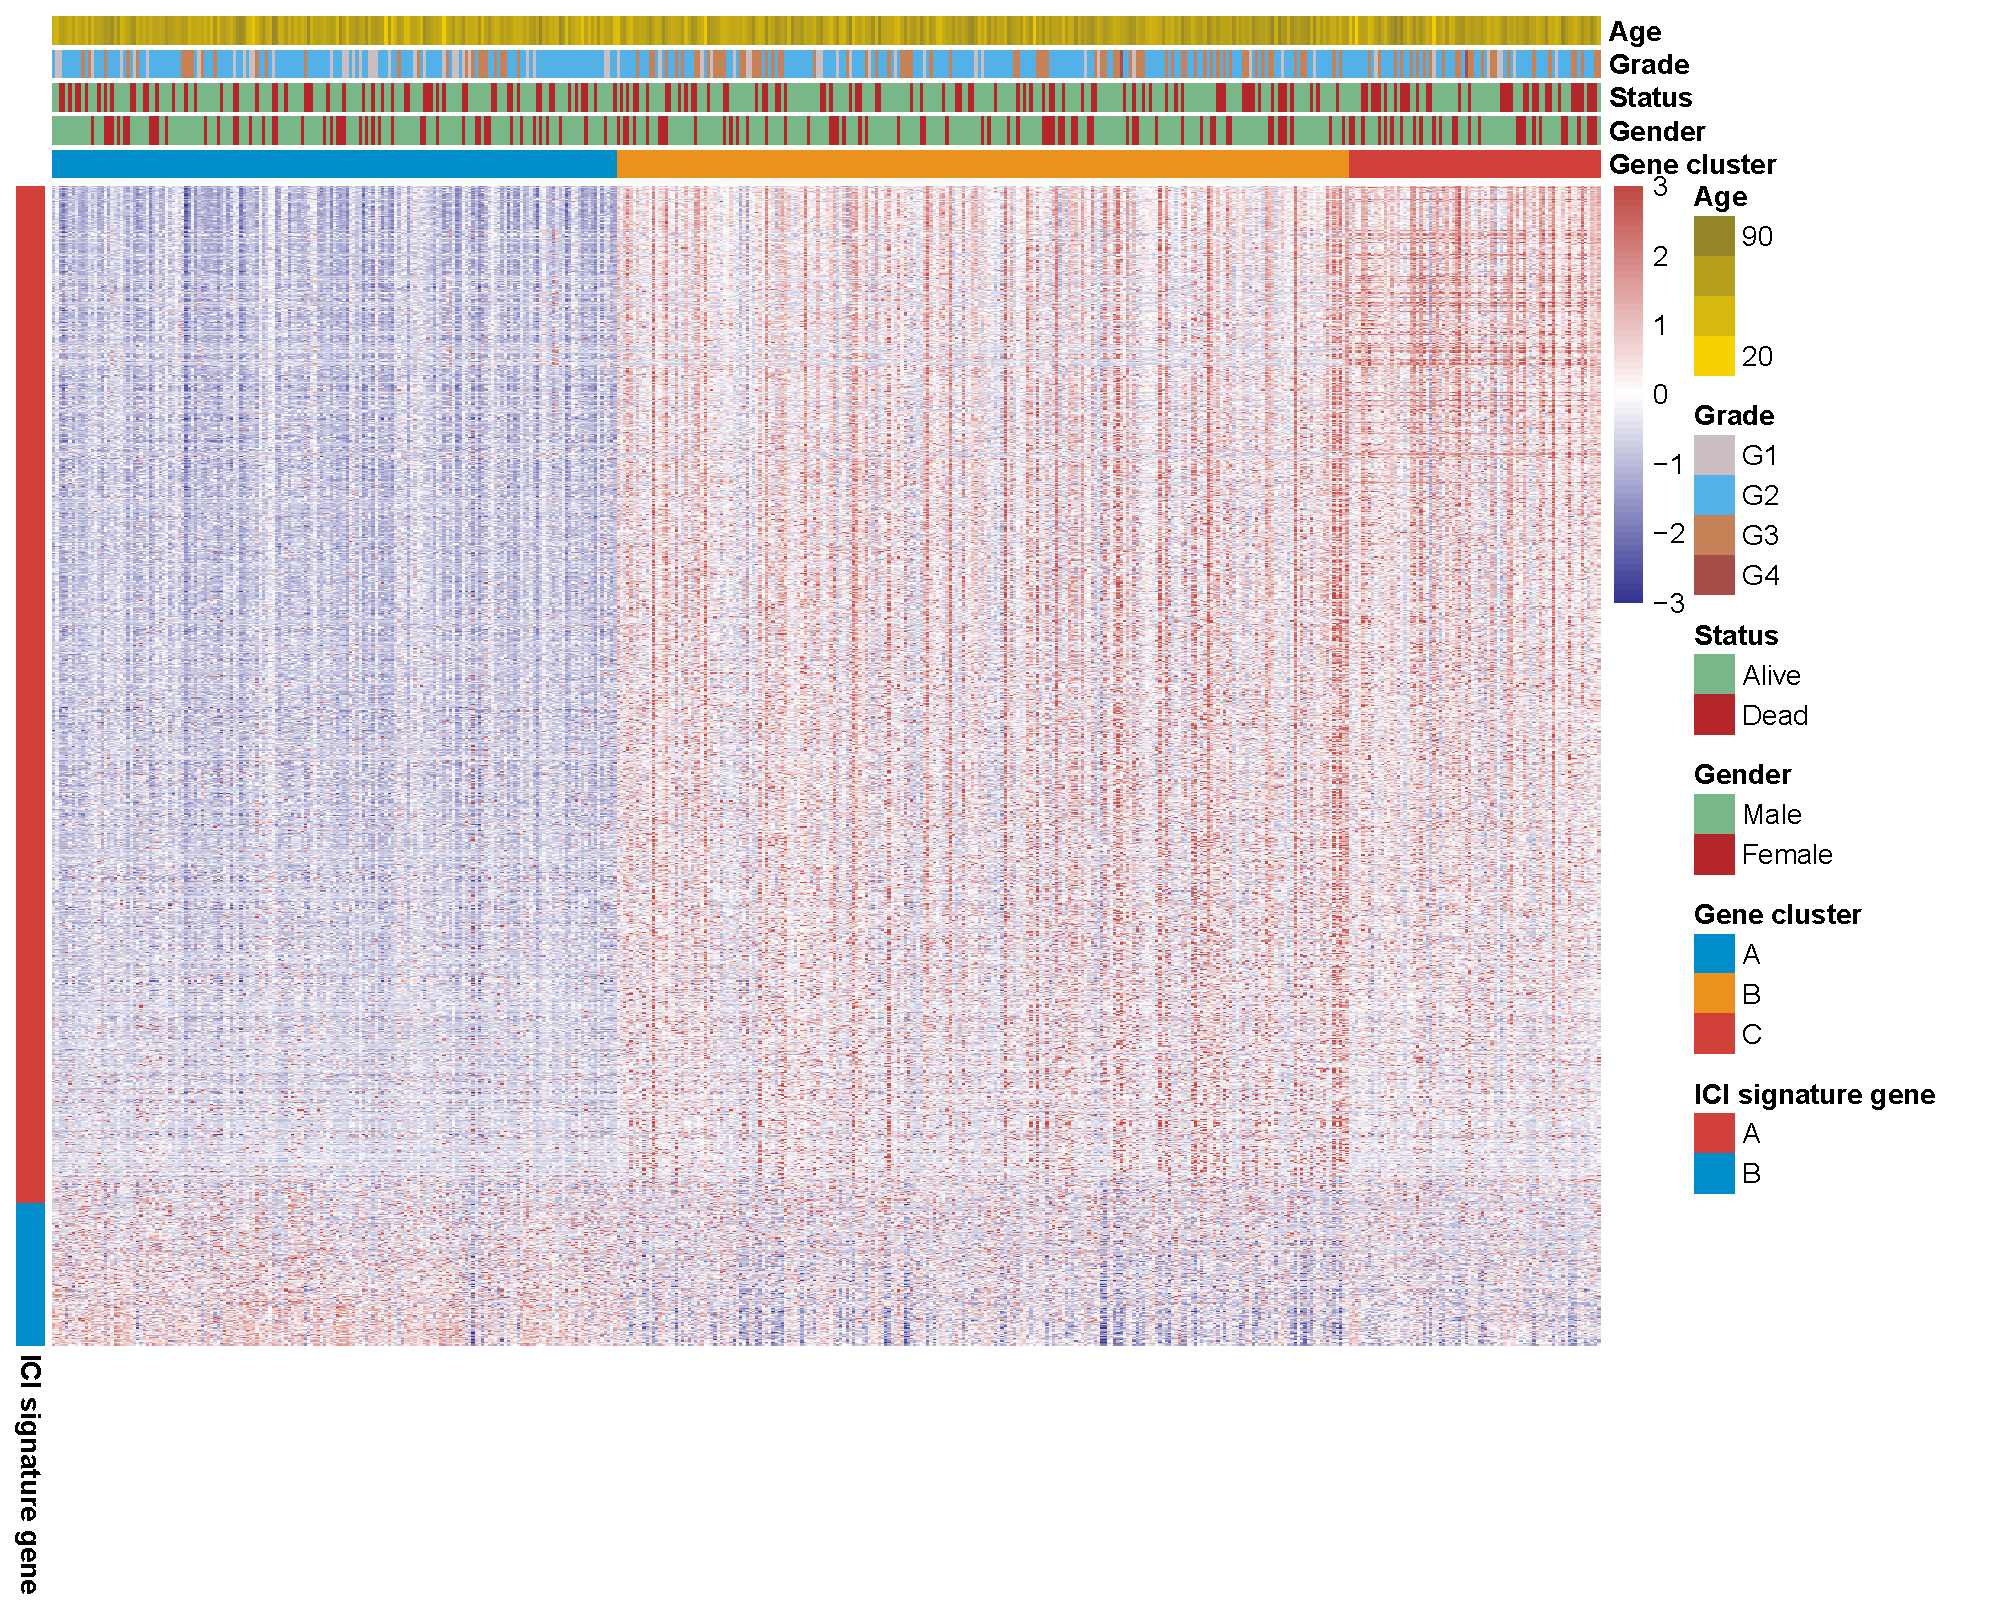 Age
Grade
Status
Gender
Gene cluster
3
2
1
0
−1
−2
−3
Age
90
20
Grade
G1
G2
G3
G4
Status
Alive
Dead
Gender
Male
Female
Gene cluster
A
B
C
ICI signature gene
A
B
ICI signature gene